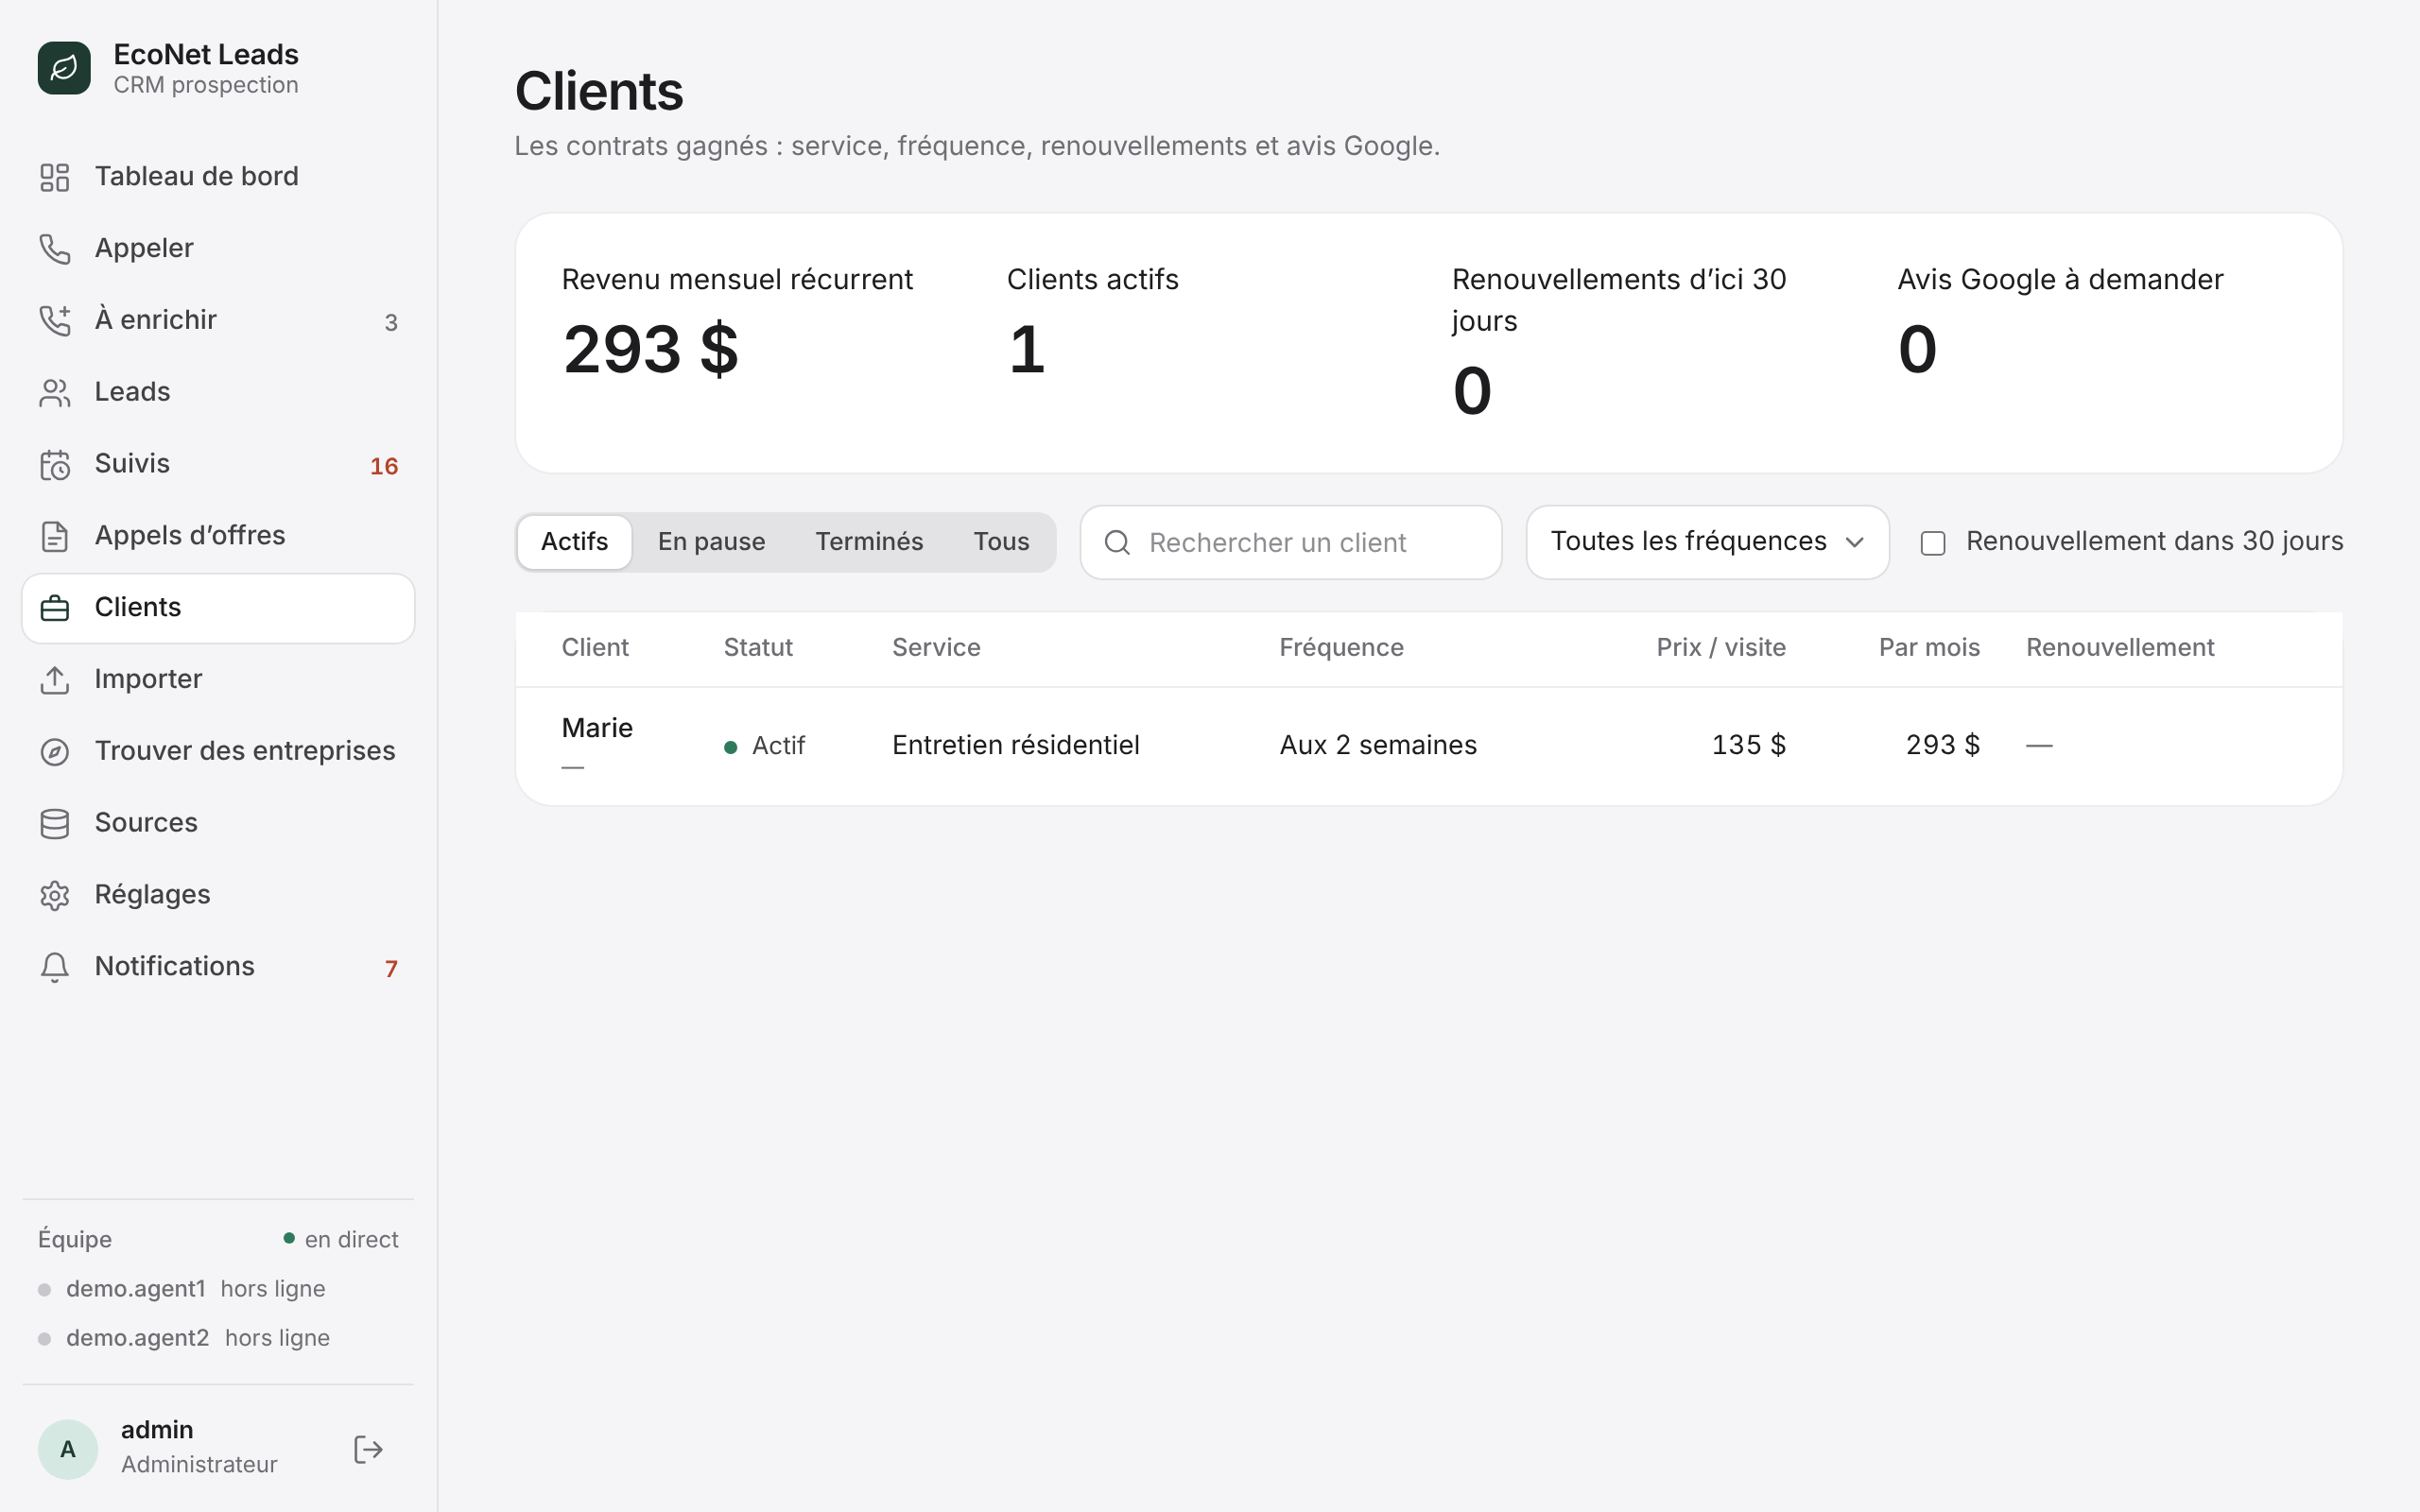 EcoNet Leads
CRM prospection
Tableau de bord
Appeler
À enrichir 3
Leads
Suivis 16
Appels d’offres
Clients
Importer
Trouver des entreprises
Sources
Réglages
Notifications 7
Équipe en direct
demo.agent1 hors ligne
demo.agent2 hors ligne
A
admin
Administrateur
Clients
Les contrats gagnés : service, fréquence, renouvellements et avis Google.
Revenu mensuel récurrent
293 $
Clients actifs
1
Renouvellements d’ici 30
jours
0
Avis Google à demander
0
Actifs En pause Terminés Tous Rechercher un client Toutes les fréquences Renouvellement dans 30 jours
Client Statut Service Fréquence Prix / visite Par mois Renouvellement
Marie
— Actif Entretien résidentiel Aux 2 semaines 135 $ 293 $ —